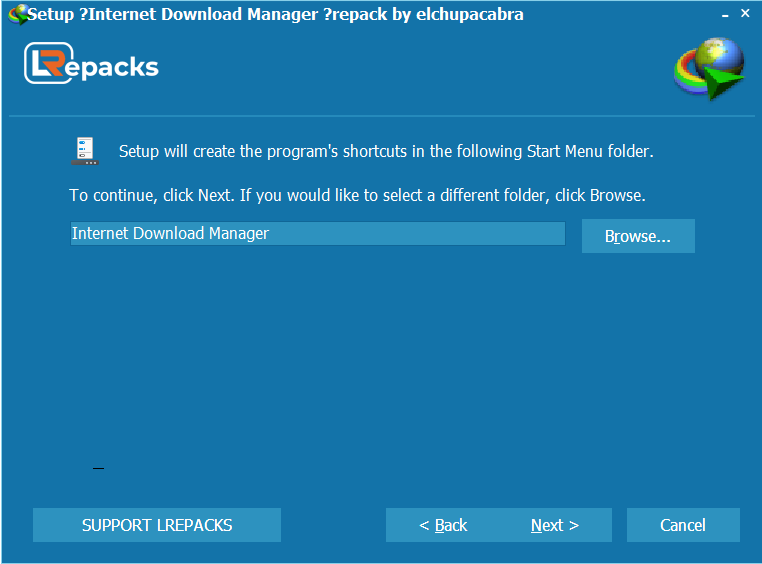 Setup ?Internet Download Manager ?repack by elchupacabra
LRepacks
Setup will create the program's shortcuts in the following Start Menu folder.
To continue, click Next. If you would like to select a different folder, click Browse.
Internet Download Manager
Browse...
SUPPORT LREPACKS
< Back
Next >
Cancel